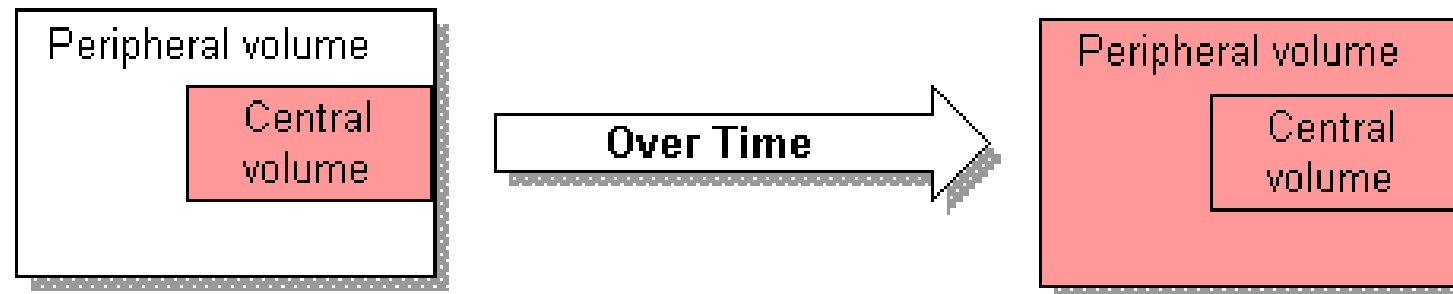 Peripheral volume
Central
volume
Over Time
Peripheral volume
Central
volume